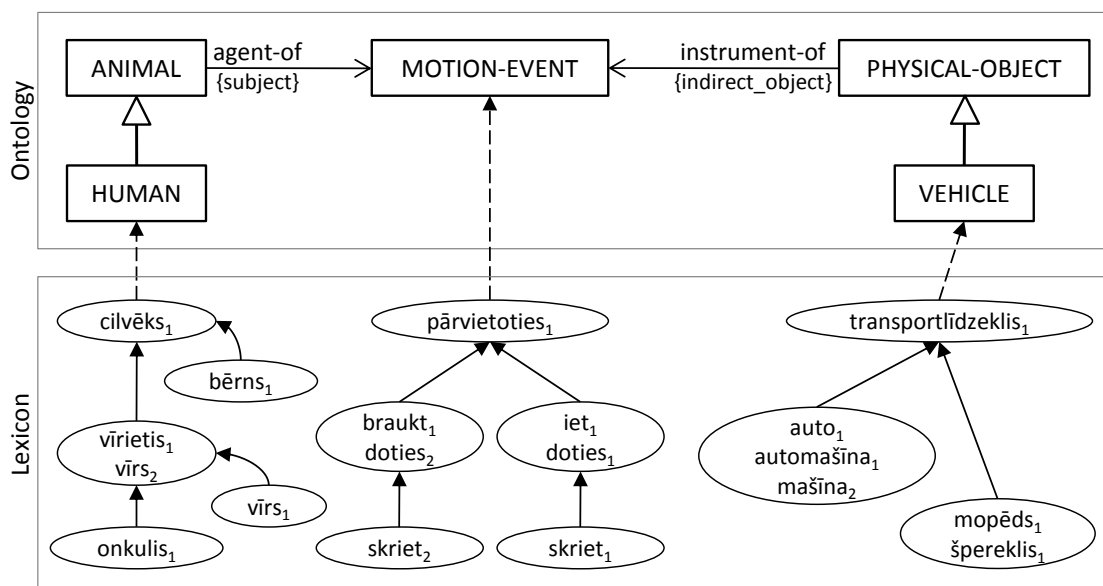 Ontology
ANIMAL
agent-of
{subject}
MOTION-EVENT
instrument-of
{indirect_object}
PHYSICAL-OBJECT
HUMAN
VEHICLE
Lexicon
cilvēks₁
bērns₁
vīrietis₁
vīrs₂
vīrs₁
onkulis₁
pārvietoties₁
braukt₁
doties₂
iet₁
doties₁
skriet₂
skriet₁
transportlīdzeklis₁
auto₁
automašīna₁
mašīna₂
mopēds₁
špereklis₁